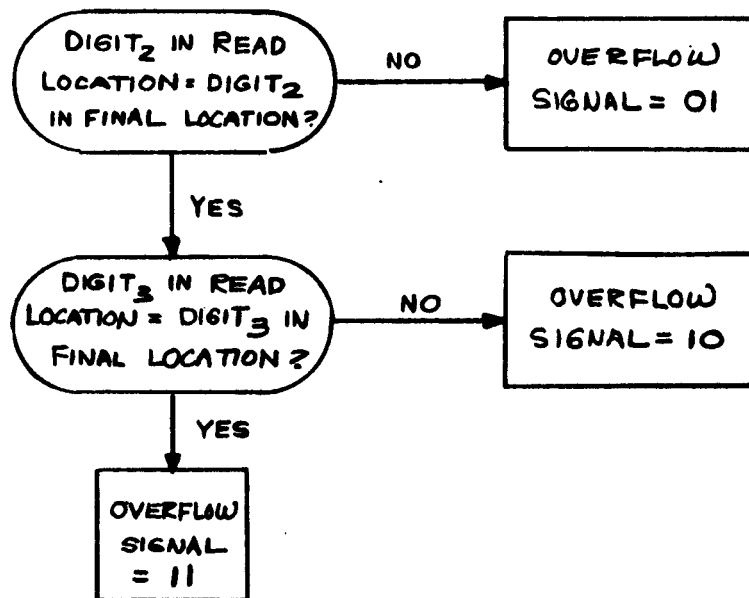 DIGIT₂ IN READ
LOCATION = DIGIT₂
IN FINAL LOCATION?
NO
OVERFLOW
SIGNAL = 01
YES
DIGIT₃ IN READ
LOCATION = DIGIT₃ IN
FINAL LOCATION?
NO
OVERFLOW
SIGNAL = 10
YES
OVERFLOW
SIGNAL
= 11